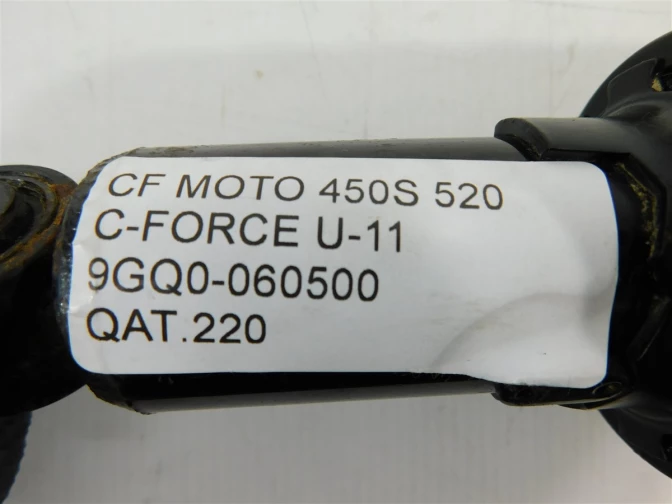 CF MOTO 450S 520
C-FORCE U-11
9GQ0-060500
QAT.220